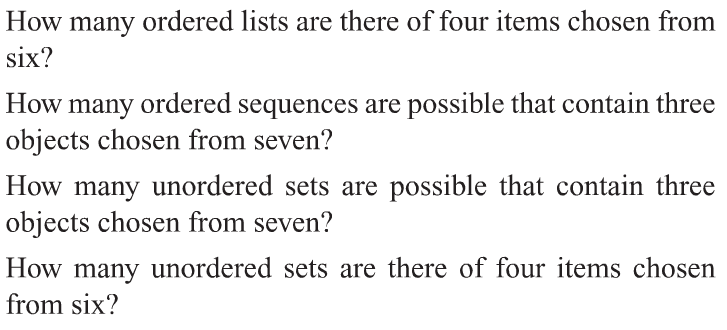 How many ordered lists are there of four items chosen from
six?
How many ordered sequences are possible that contain three
objects chosen from seven?
How many unordered sets are possible that contain three
objects chosen from seven?
How many unordered sets are there of four items chosen
from six?